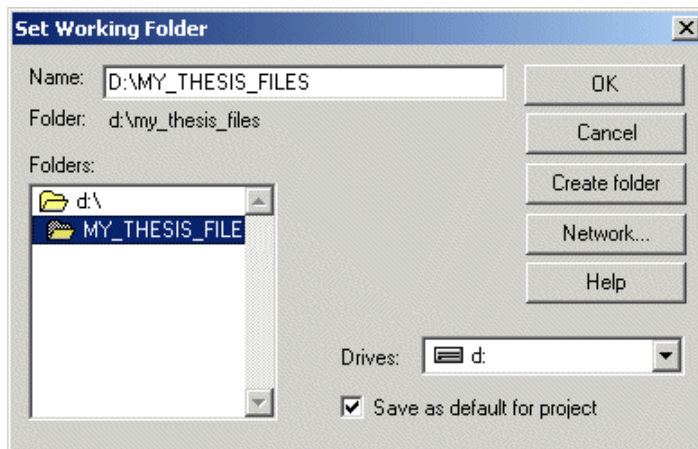 Set Working Folder
Name: D:\MY_THESIS_FILES
OK
Folder: d:\my_thesis_files
Cancel
Folders:
Create folder
d:\
MY_THESIS_FILE
Network...
Help
Drives: d:
Save as default for project